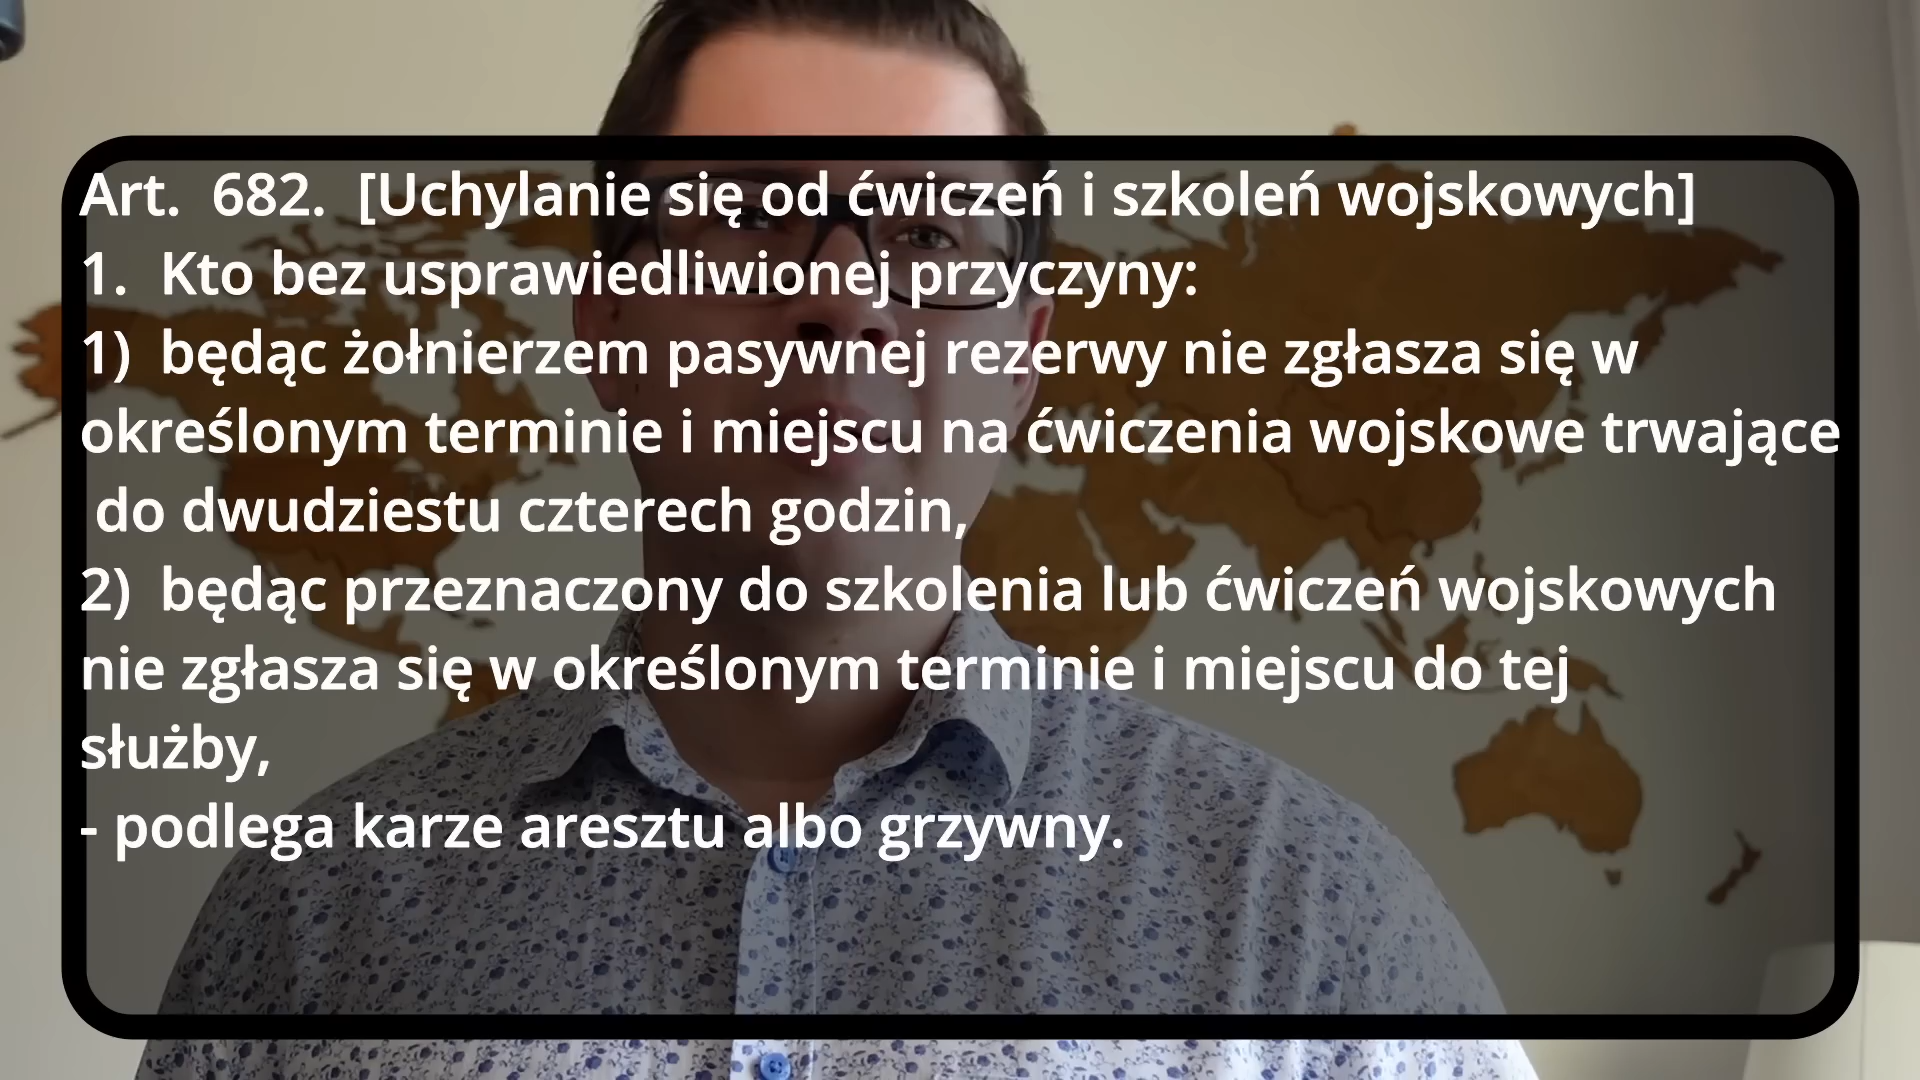 Art. 682. [Uchylanie się od ćwiczeń i szkoleń wojskowych]
1. Kto bez usprawiedliwionej przyczyny:
1) będąc żołnierzem pasywnej rezerwy nie zgłasza się w
określonym terminie i miejscu na ćwiczenia wojskowe trwające
do dwudziestu czterech godzin,
2) będąc przeznaczony do szkolenia lub ćwiczeń wojskowych
nie zgłasza się w określonym terminie i miejscu do tej
służby,
- podlega karze aresztu albo grzywny.